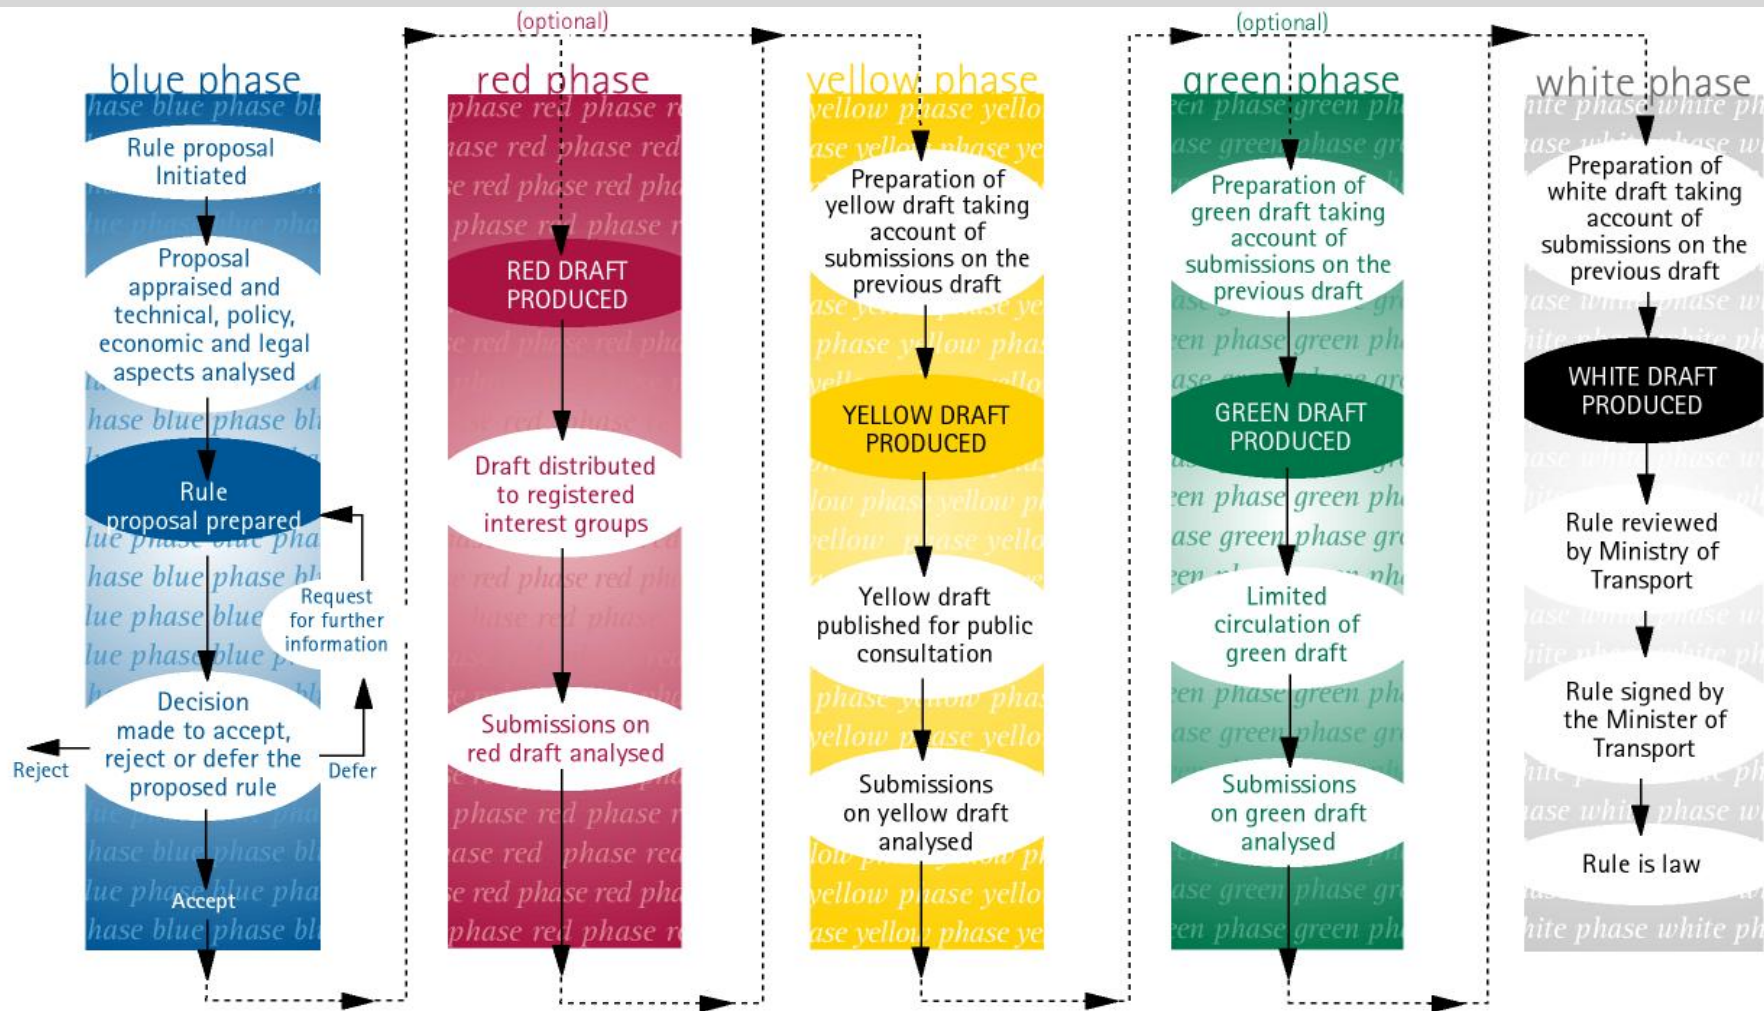 (optional)
(optional)
blue phase
Rule proposal
Initiated
Proposal
appraised and
technical, policy,
economic and legal
aspects analysed
Rule
proposal prepared
Request
for further
information
Decision
made to accept,
reject or defer the
proposed rule
Reject
Defer
Accept
red phase
RED DRAFT
PRODUCED
Draft distributed
to registered
interest groups
Submissions on
red draft analysed
yellow phase
Preparation of
yellow draft taking
account of
submissions on the
previous draft
YELLOW DRAFT
PRODUCED
Yellow draft
published for public
consultation
Submissions
on yellow draft
analysed
green phase
Preparation of
green draft taking
account of
submissions on the
previous draft
GREEN DRAFT
PRODUCED
Limited
circulation of
green draft
Submissions
on green draft
analysed
white phase
Preparation of
white draft taking
account of
submissions on the
previous draft
WHITE DRAFT
PRODUCED
Rule reviewed
by Ministry of
Transport
Rule signed by
the Minister of
Transport
Rule is law